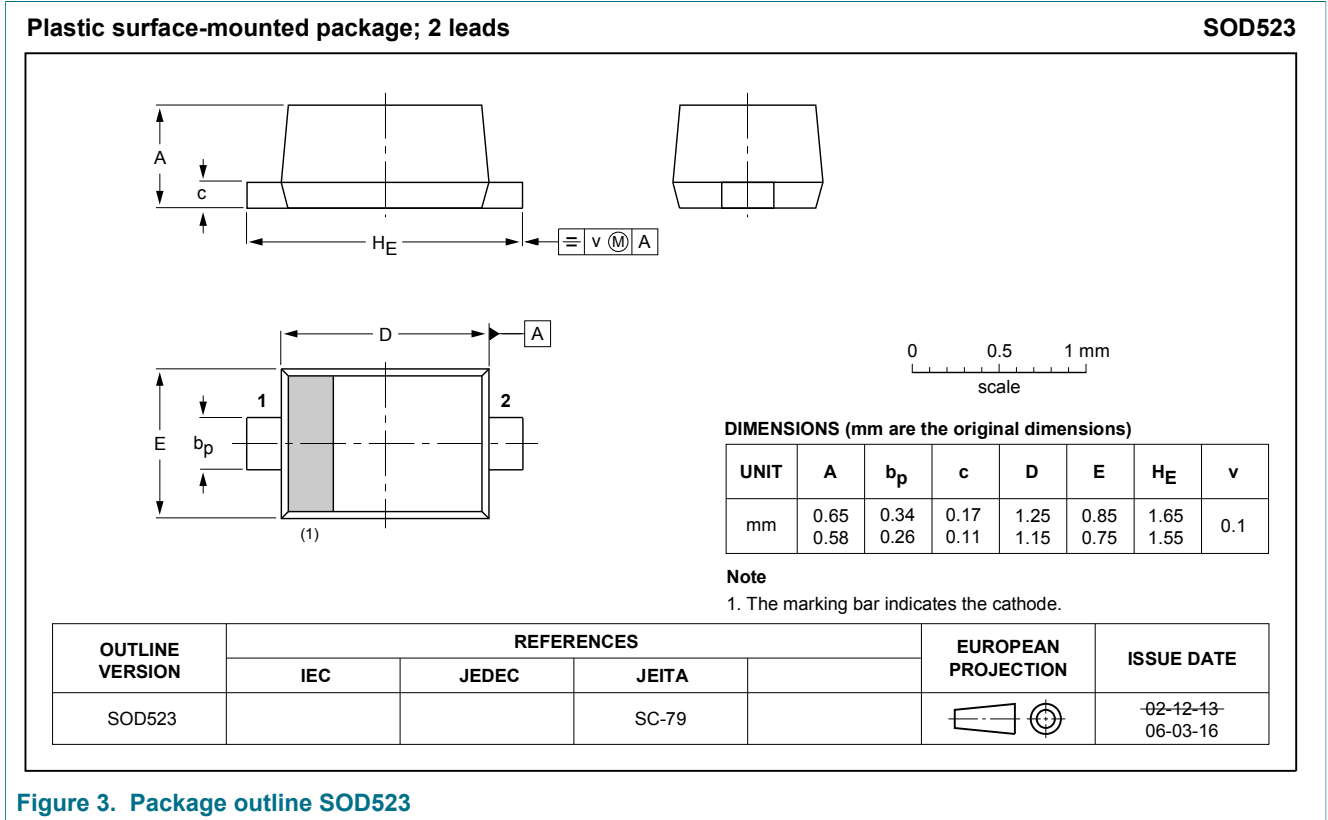 Plastic surface-mounted package; 2 leads SOD523
A
c
HE
= v M A
D
A
1
2
E
bp
(1)
0 0.5 1 mm
scale
DIMENSIONS (mm are the original dimensions)
UNIT A bp c D E HE v
mm 0.65 0.34 0.17 1.25 0.85 1.65 0.1
0.58 0.26 0.11 1.15 0.75 1.55
Note
1. The marking bar indicates the cathode.
OUTLINE VERSION REFERENCES EUROPEAN PROJECTION ISSUE DATE
IEC JEDEC JEITA
SOD523 SC-79 02-12-13
06-03-16
Figure 3. Package outline SOD523